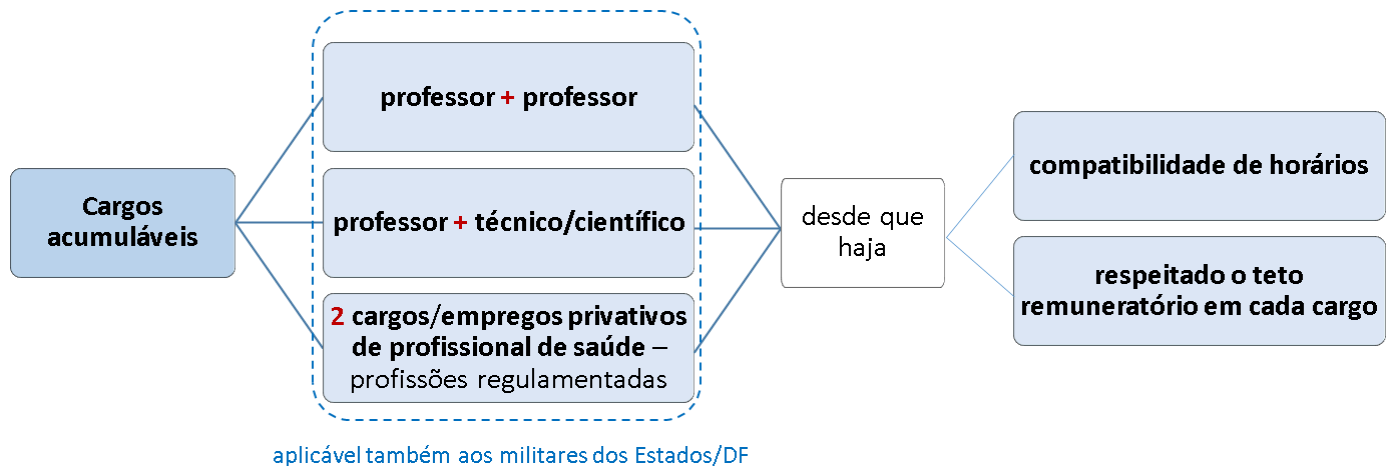 Cargos
acumuláveis
professor + professor
professor + técnico/científico
2 cargos/empregos privativos
de profissional de saúde –
profissões regulamentadas
desde que
haja
compatibilidade de horários
respeitado o teto
remuneratório em cada cargo
aplicável também aos militares dos Estados/DF